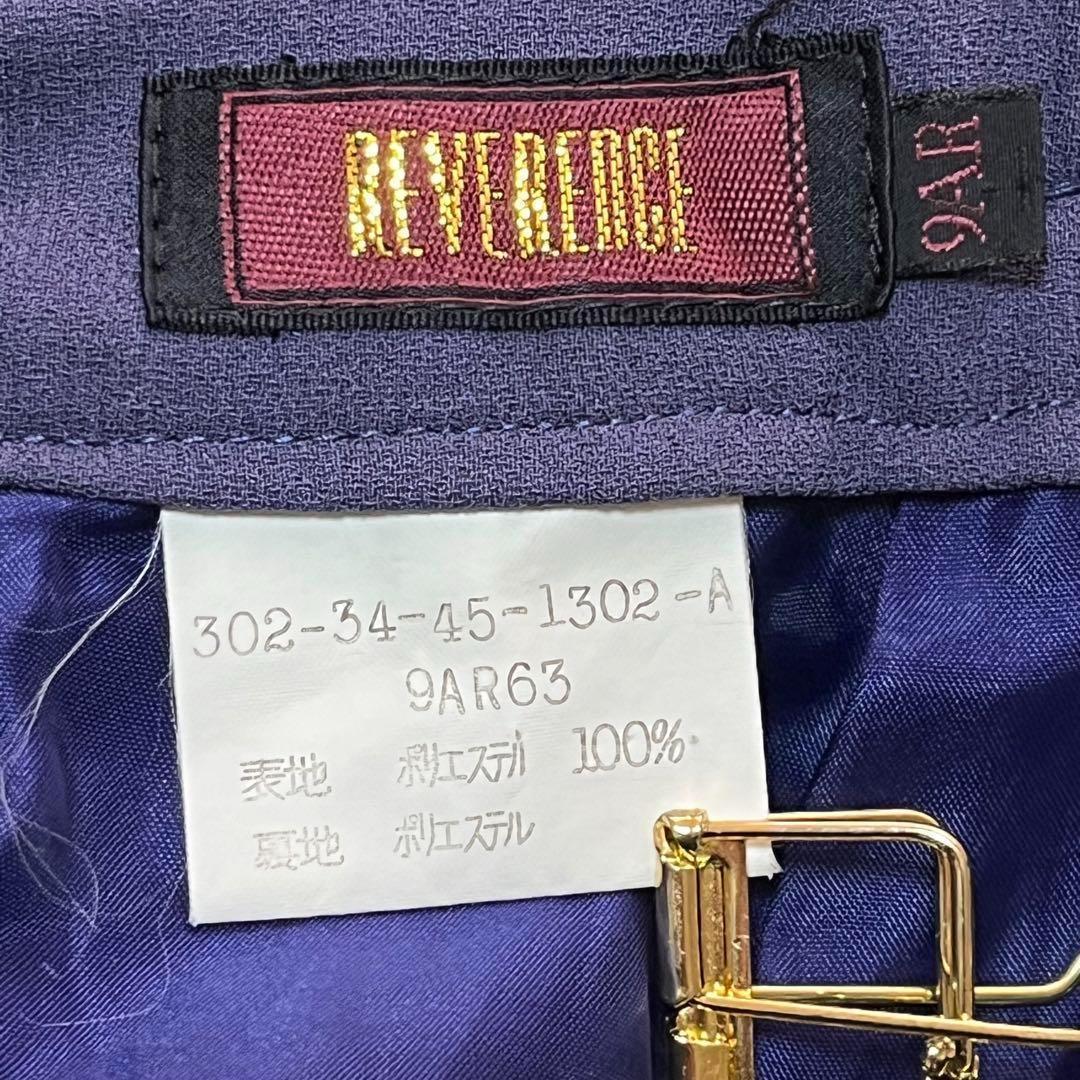 REVERENCE
9AR
302-34-45-1302-A
9AR63
表地 ポリエステル 100%
裏地 ポリエステル